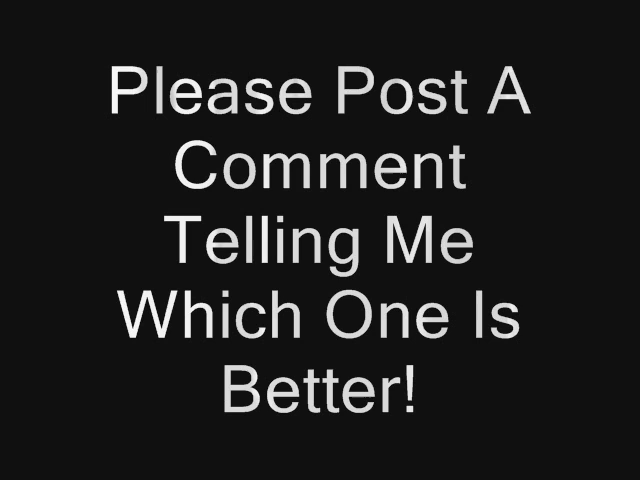 Please Post A
Comment
Telling Me
Which One Is
Better!